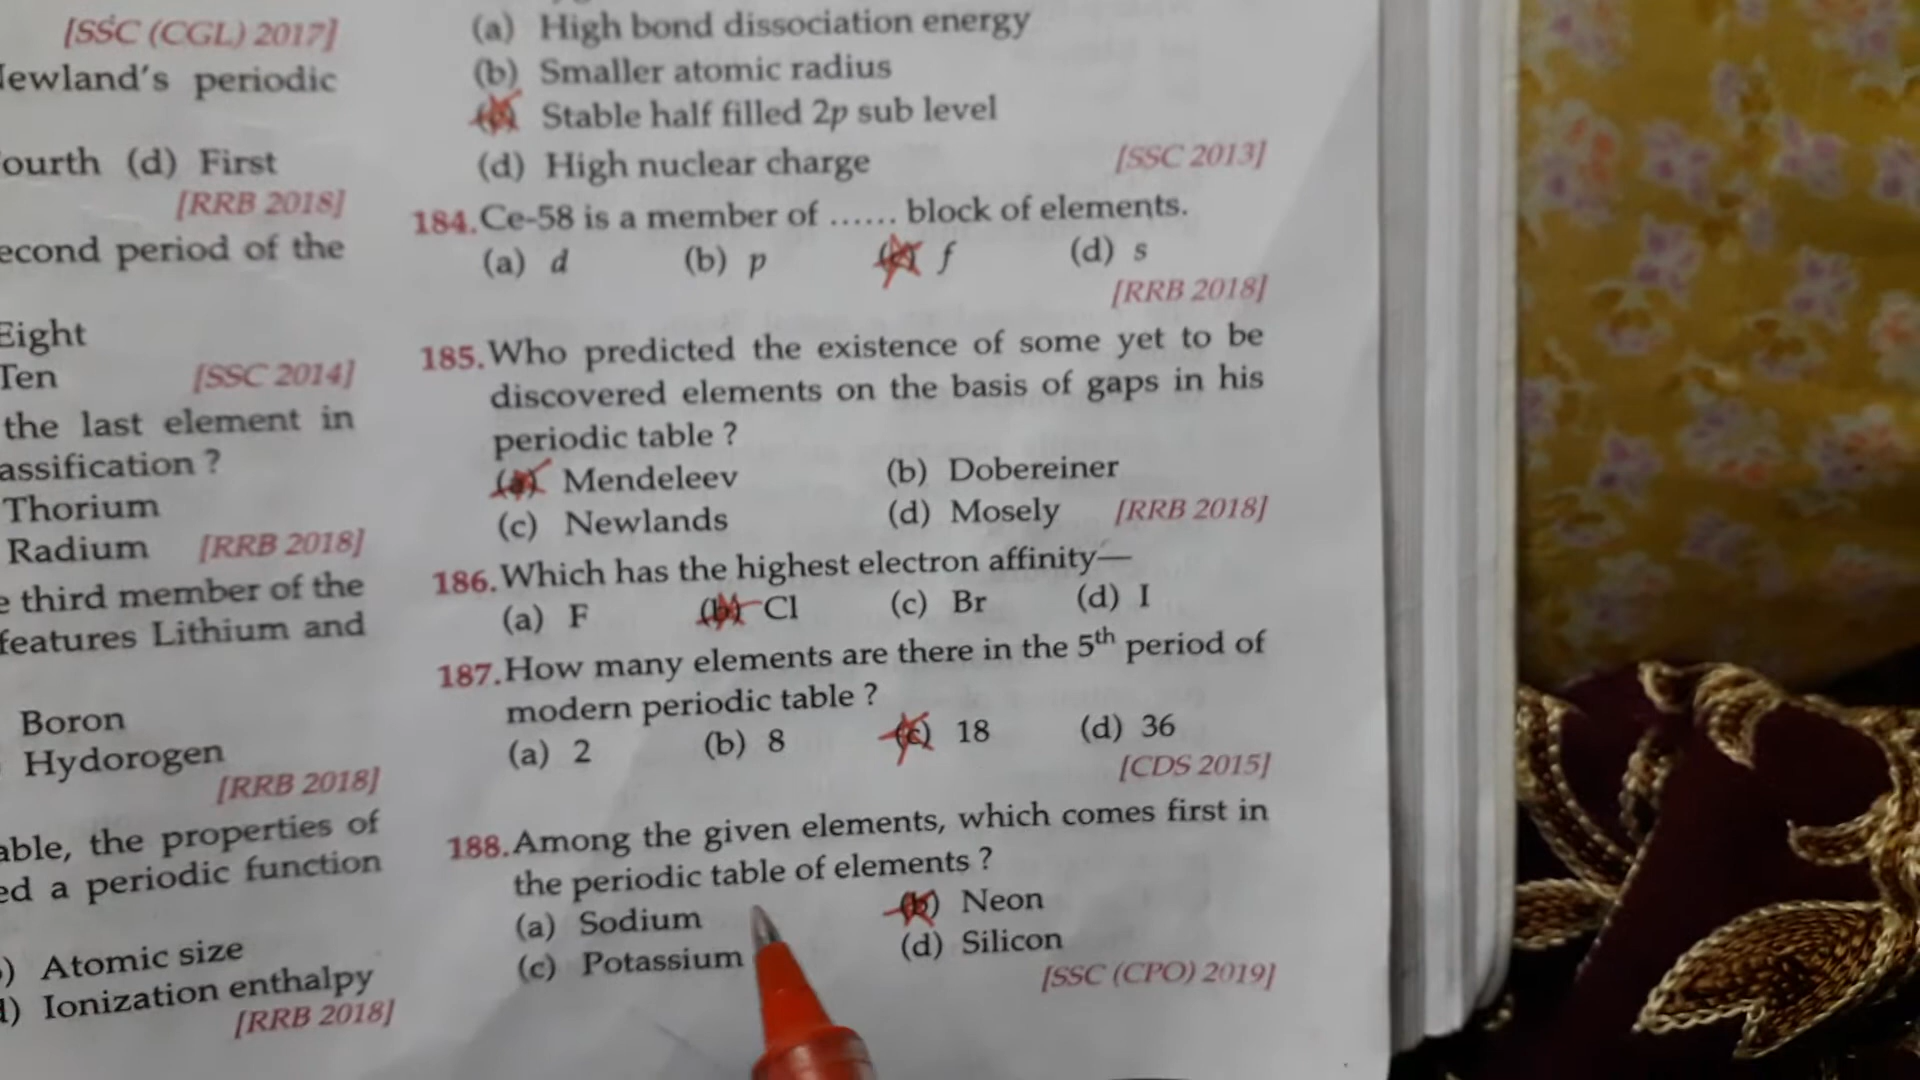 [SSC (CGL) 2017]
Newland's periodic
ourth (d) First
[RRB 2018]
econd period of the
Eight
Ten [SSC 2014]
the last element in
assification ?
Thorium
Radium [RRB 2018]
e third member of the
features Lithium and
Boron
Hydorogen
[RRB 2018]
able, the properties of
ed a periodic function
) Atomic size
) Ionization enthalpy
[RRB 2018]
(a) High bond dissociation energy
(b) Smaller atomic radius
(c) Stable half filled 2p sub level
(d) High nuclear charge [SSC 2013]
184. Ce-58 is a member of ...... block of elements.
(a) d (b) p (c) f (d) s
[RRB 2018]
185. Who predicted the existence of some yet to be
discovered elements on the basis of gaps in his
periodic table ?
(a) Mendeleev (b) Dobereiner
(c) Newlands (d) Mosely [RRB 2018]
186. Which has the highest electron affinity—
(a) F (b) Cl (c) Br (d) I
187. How many elements are there in the 5th period of
modern periodic table ?
(a) 2 (b) 8 (c) 18 (d) 36
[CDS 2015]
188. Among the given elements, which comes first in
the periodic table of elements ?
(a) Sodium (b) Neon
(c) Potassium (d) Silicon
[SSC (CPO) 2019]